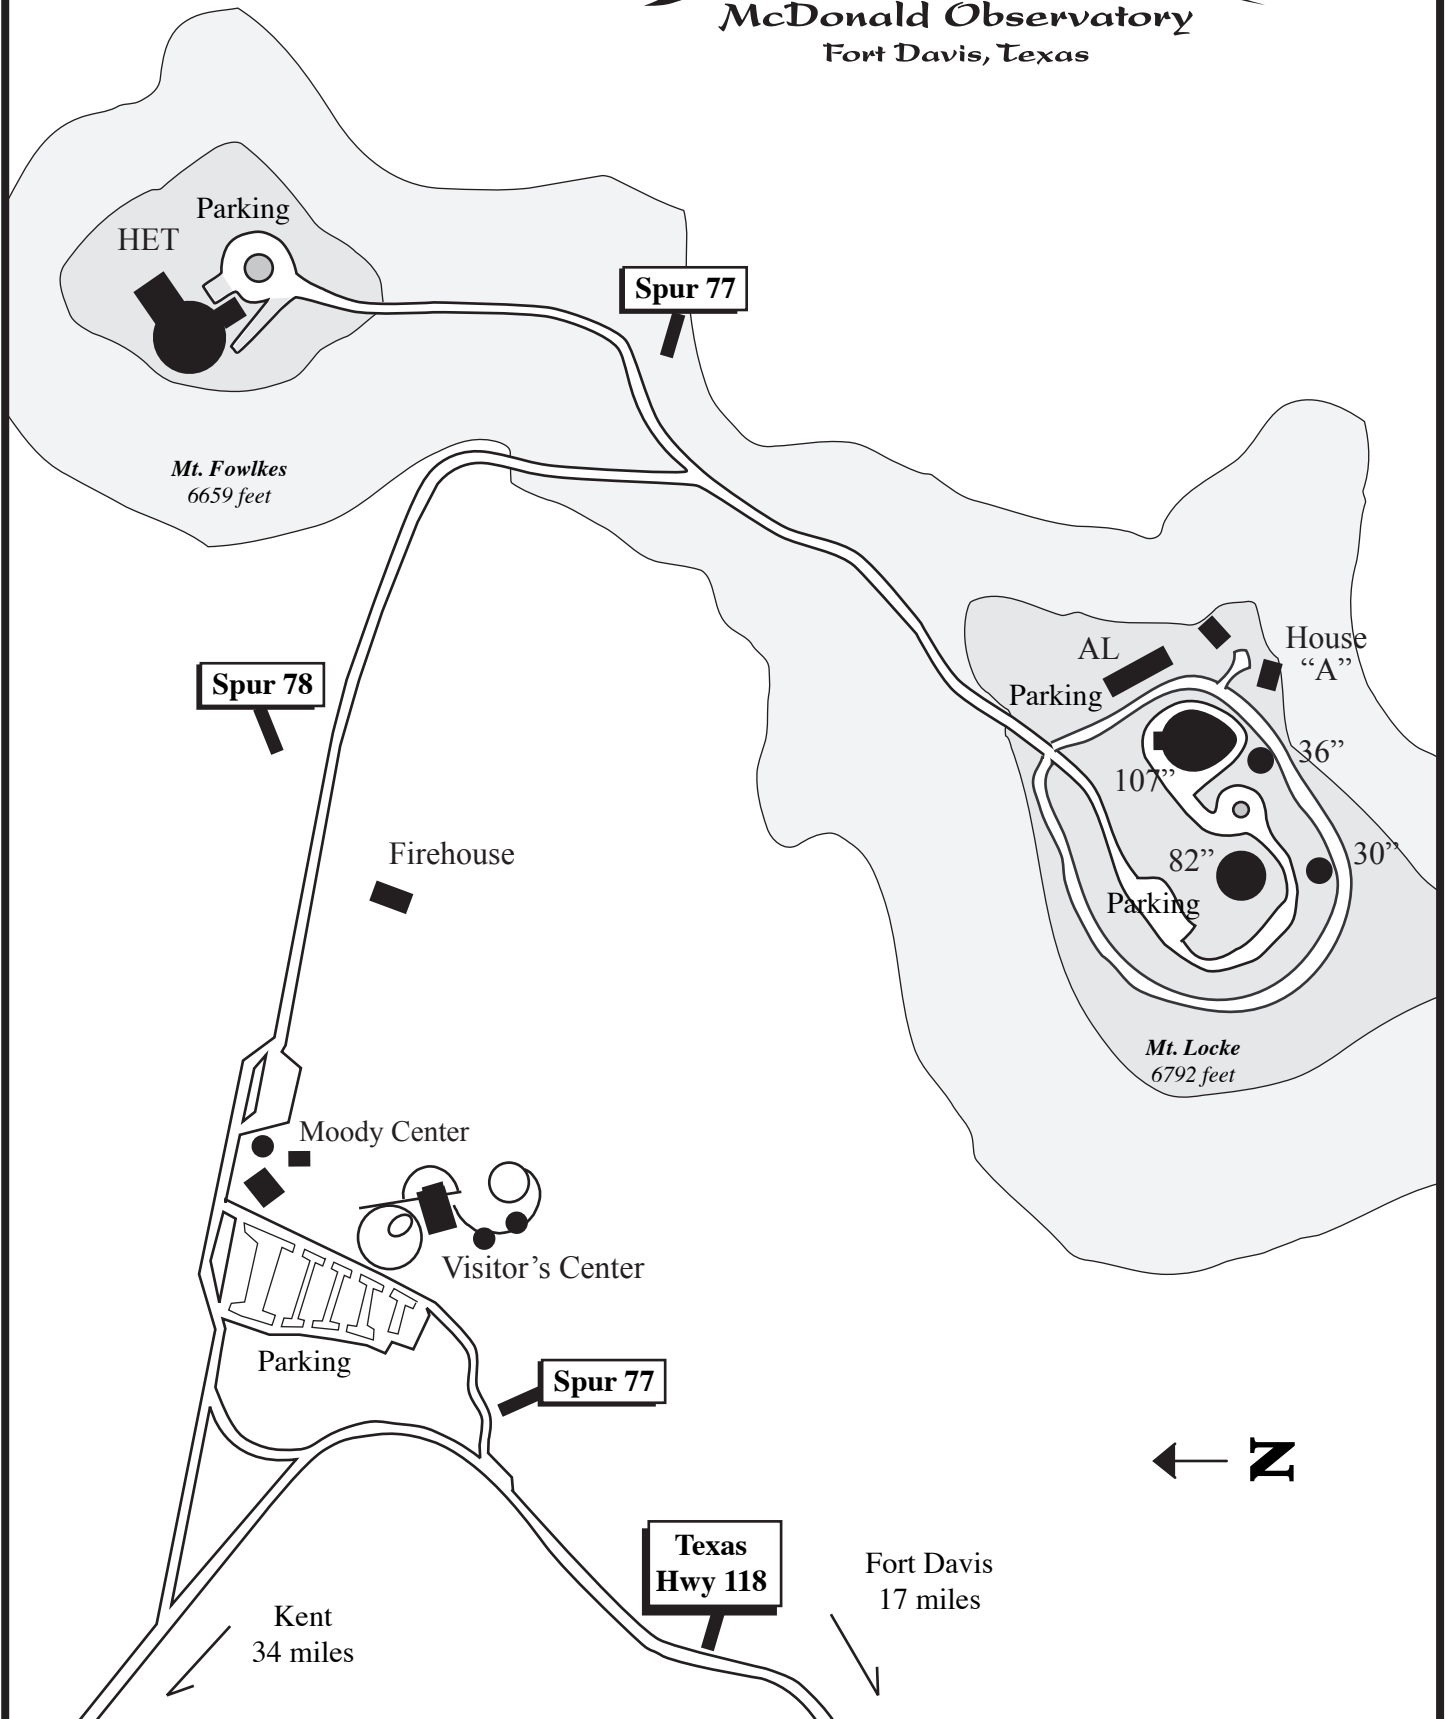 McDonald Observatory
Fort Davis, Texas
Parking
HET
Spur 77
Mt. Fowlkes
6659 feet
House
“A”
AL
Parking
Spur 78
36”
107”
Firehouse
82”
30”
Parking
Mt. Locke
6792 feet
Moody Center
Visitor’s Center
Parking
Spur 77
N
Texas
Hwy 118
Fort Davis
17 miles
Kent
34 miles